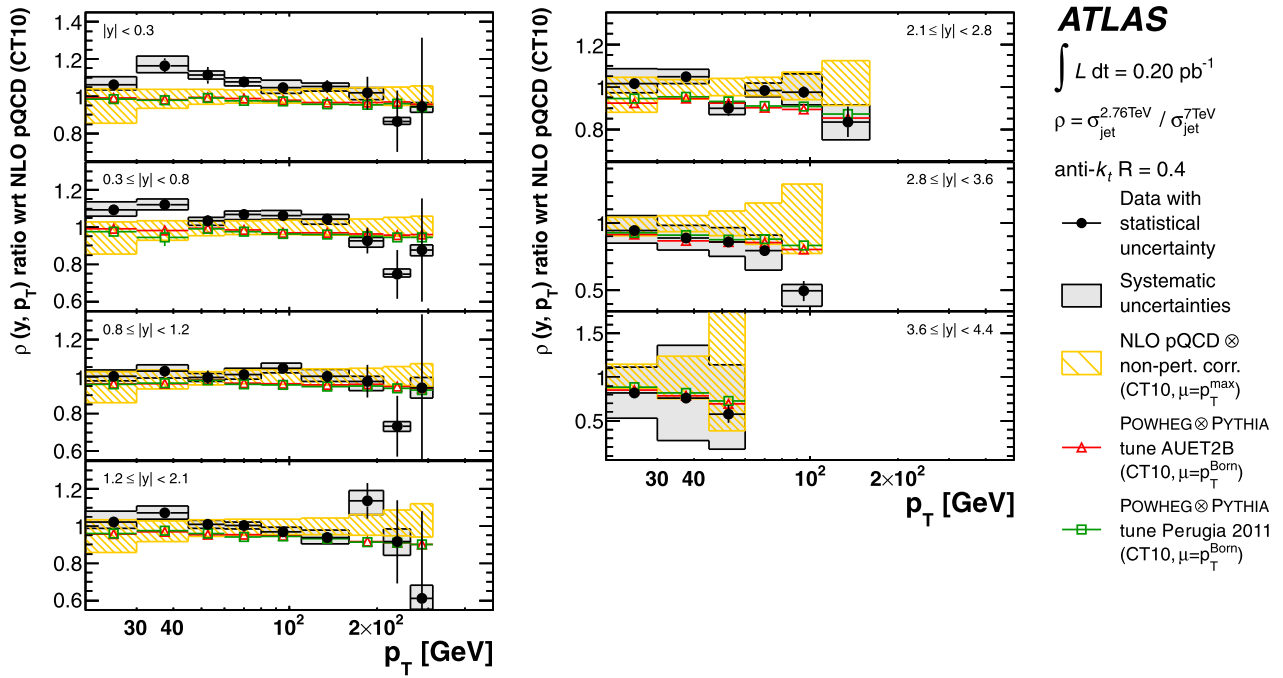 ρ (y, p_T) ratio wrt NLO pQCD (CT10)
|y| < 0.3
1.4
1.2
1
0.8
0.3 ≤ |y| < 0.8
1.2
1
0.8
0.6
0.8 ≤ |y| < 1.2
1.2
1
0.8
0.6
1.2 ≤ |y| < 2.1
1.2
1
0.8
0.6
30 40 10² 2×10²
p_T [GeV]
ρ (y, p_T) ratio wrt NLO pQCD (CT10)
2.1 ≤ |y| < 2.8
1.2
1
0.8
2.8 ≤ |y| < 3.6
1
0.5
3.6 ≤ |y| < 4.4
1.5
1
0.5
30 40 10² 2×10²
p_T [GeV]
ATLAS
∫ L dt = 0.20 pb⁻¹
ρ = σ_jet^2.76TeV / σ_jet^7TeV
anti-k_t R = 0.4
Data with
statistical
uncertainty
Systematic
uncertainties
NLO pQCD ⊗
non-pert. corr.
(CT10, μ=p_T^max)
POWHEG ⊗ PYTHIA
tune AUET2B
(CT10, μ=p_T^Born)
POWHEG ⊗ PYTHIA
tune Perugia 2011
(CT10, μ=p_T^Born)